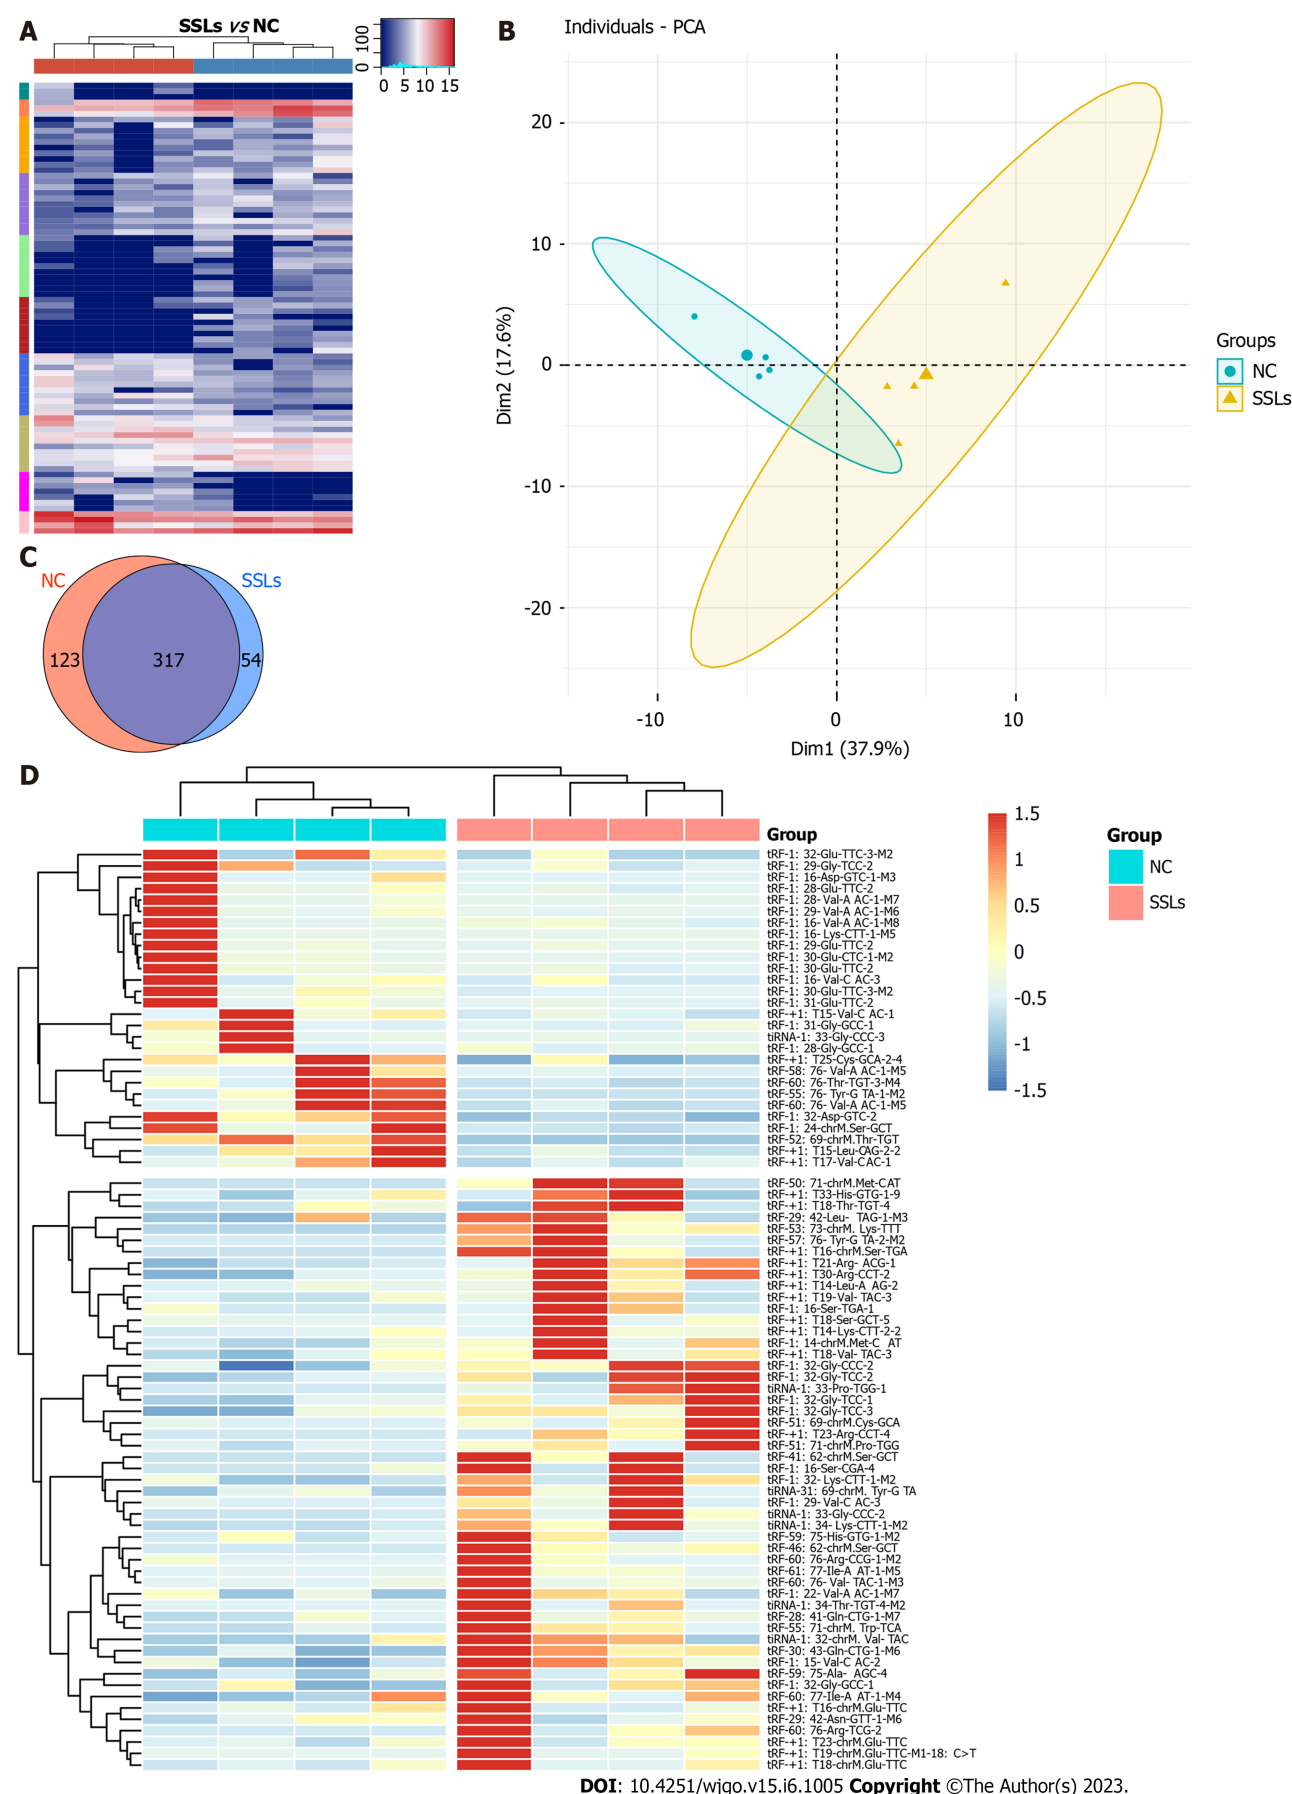 A
SSLs vs NC
0 100
0 5 10 15
B
Individuals - PCA
20
10
0
-10
-20
Dim2 (17.6%)
-10 0 10
Dim1 (37.9%)
Groups
NC
SSLs
C
NC
SSLs
123
317
54
D
Group
tRF-1: 32-Glu-TTC-3-M2
tRF-1: 29-Gly-TCC-2
tRF-1: 16-Asp-GTC-1-M3
tRF-1: 28-Glu-TTC-2
tRF-1: 28- Val-A AC-1-M7
tRF-1: 29- Val-A AC-1-M6
tRF-1: 16- Val-A AC-1-M8
tRF-1: 16- Lys-CTT-1-M5
tRF-1: 29-Glu-TTC-2
tRF-1: 30-Glu-CTC-1-M2
tRF-1: 30-Glu-TTC-2
tRF-1: 16- Val-C AC-3
tRF-1: 30-Glu-TTC-3-M2
tRF-1: 31-Glu-TTC-2
tRF-+1: T15-Val-C AC-1
tRF-1: 31-Gly-GCC-1
tiRNA-1: 33-Gly-CCC-3
tRF-1: 28-Gly-GCC-1
tRF-+1: T25-Cys-GCA-2-4
tRF-58: 76- Val-A AC-1-M5
tRF-60: 76-Thr-TGT-3-M4
tRF-55: 76- Tyr-G TA-1-M2
tRF-60: 76- Val-A AC-1-M5
tRF-1: 32-Asp-GTC-2
tRF-1: 24-chrM.Ser-GCT
tRF-52: 69-chrM.Thr-TGT
tRF-+1: T15-Leu-CAG-2-2
tRF-+1: T17-Val-CAC-1
tRF-50: 71-chrM.Met-CAT
tRF-+1: T33-His-GTG-1-9
tRF-+1: T18-Thr-TGT-4
tRF-29: 42-Leu- TAG-1-M3
tRF-53: 73-chrM. Lys-TTT
tRF-57: 76- Tyr-G TA-2-M2
tRF-+1: T16-chrM.Ser-TGA
tRF-+1: T21-Arg- ACG-1
tRF-+1: T30-Arg-CCT-2
tRF-+1: T14-Leu-A AG-2
tRF-+1: T19-Val- TAC-3
tRF-1: 16-Ser-TGA-1
tRF-+1: T18-Ser-GCT-5
tRF-+1: T14-Lys-CTT-2-2
tRF-1: 14-chrM.Met-C AT
tRF-+1: T18-Val- TAC-3
tRF-1: 32-Gly-CCC-2
tRF-1: 32-Gly-TCC-2
tiRNA-1: 33-Pro-TGG-1
tRF-1: 32-Gly-TCC-1
tRF-1: 32-Gly-TCC-3
tRF-51: 69-chrM.Cys-GCA
tRF-+1: T23-Arg-CCT-4
tRF-51: 71-chrM.Pro-TGG
tRF-41: 62-chrM.Ser-GCT
tRF-1: 16-Ser-CGA-4
tRF-1: 32- Lys-CTT-1-M2
tiRNA-31: 69-chrM. Tyr-G TA
tRF-1: 29- Val-C AC-3
tiRNA-1: 33-Gly-CCC-2
tiRNA-1: 34- Lys-CTT-1-M2
tRF-59: 75-His-GTG-1-M2
tRF-46: 62-chrM.Ser-GCT
tRF-60: 76-Arg-CCG-1-M2
tRF-61: 77-Ile-A AT-1-M5
tRF-60: 76- Val- TAC-1-M3
tRF-1: 22- Val-A AC-1-M7
tiRNA-1: 34-Thr-TGT-4-M2
tRF-28: 41-Gln-CTG-1-M7
tRF-55: 71-chrM. Trp-TCA
tiRNA-1: 32-chrM. Val- TAC
tRF-30: 43-Gln-CTG-1-M6
tRF-1: 15- Val-C AC-2
tRF-59: 75-Ala- AGC-4
tRF-1: 32-Gly-GCC-1
tRF-60: 77-Ile-A AT-1-M4
tRF-+1: T16-chrM.Glu-TTC
tRF-29: 42-Asn-GTT-1-M6
tRF-60: 76-Arg-TCG-2
tRF-+1: T23-chrM.Glu-TTC
tRF-+1: T19-chrM.Glu-TTC-M1-18: C>T
tRF-+1: T18-chrM.Glu-TTC
1.5
1
0.5
0
-0.5
-1
-1.5
Group
NC
SSLs
DOI: 10.4251/wjgo.v15.i6.1005 Copyright ©The Author(s) 2023.